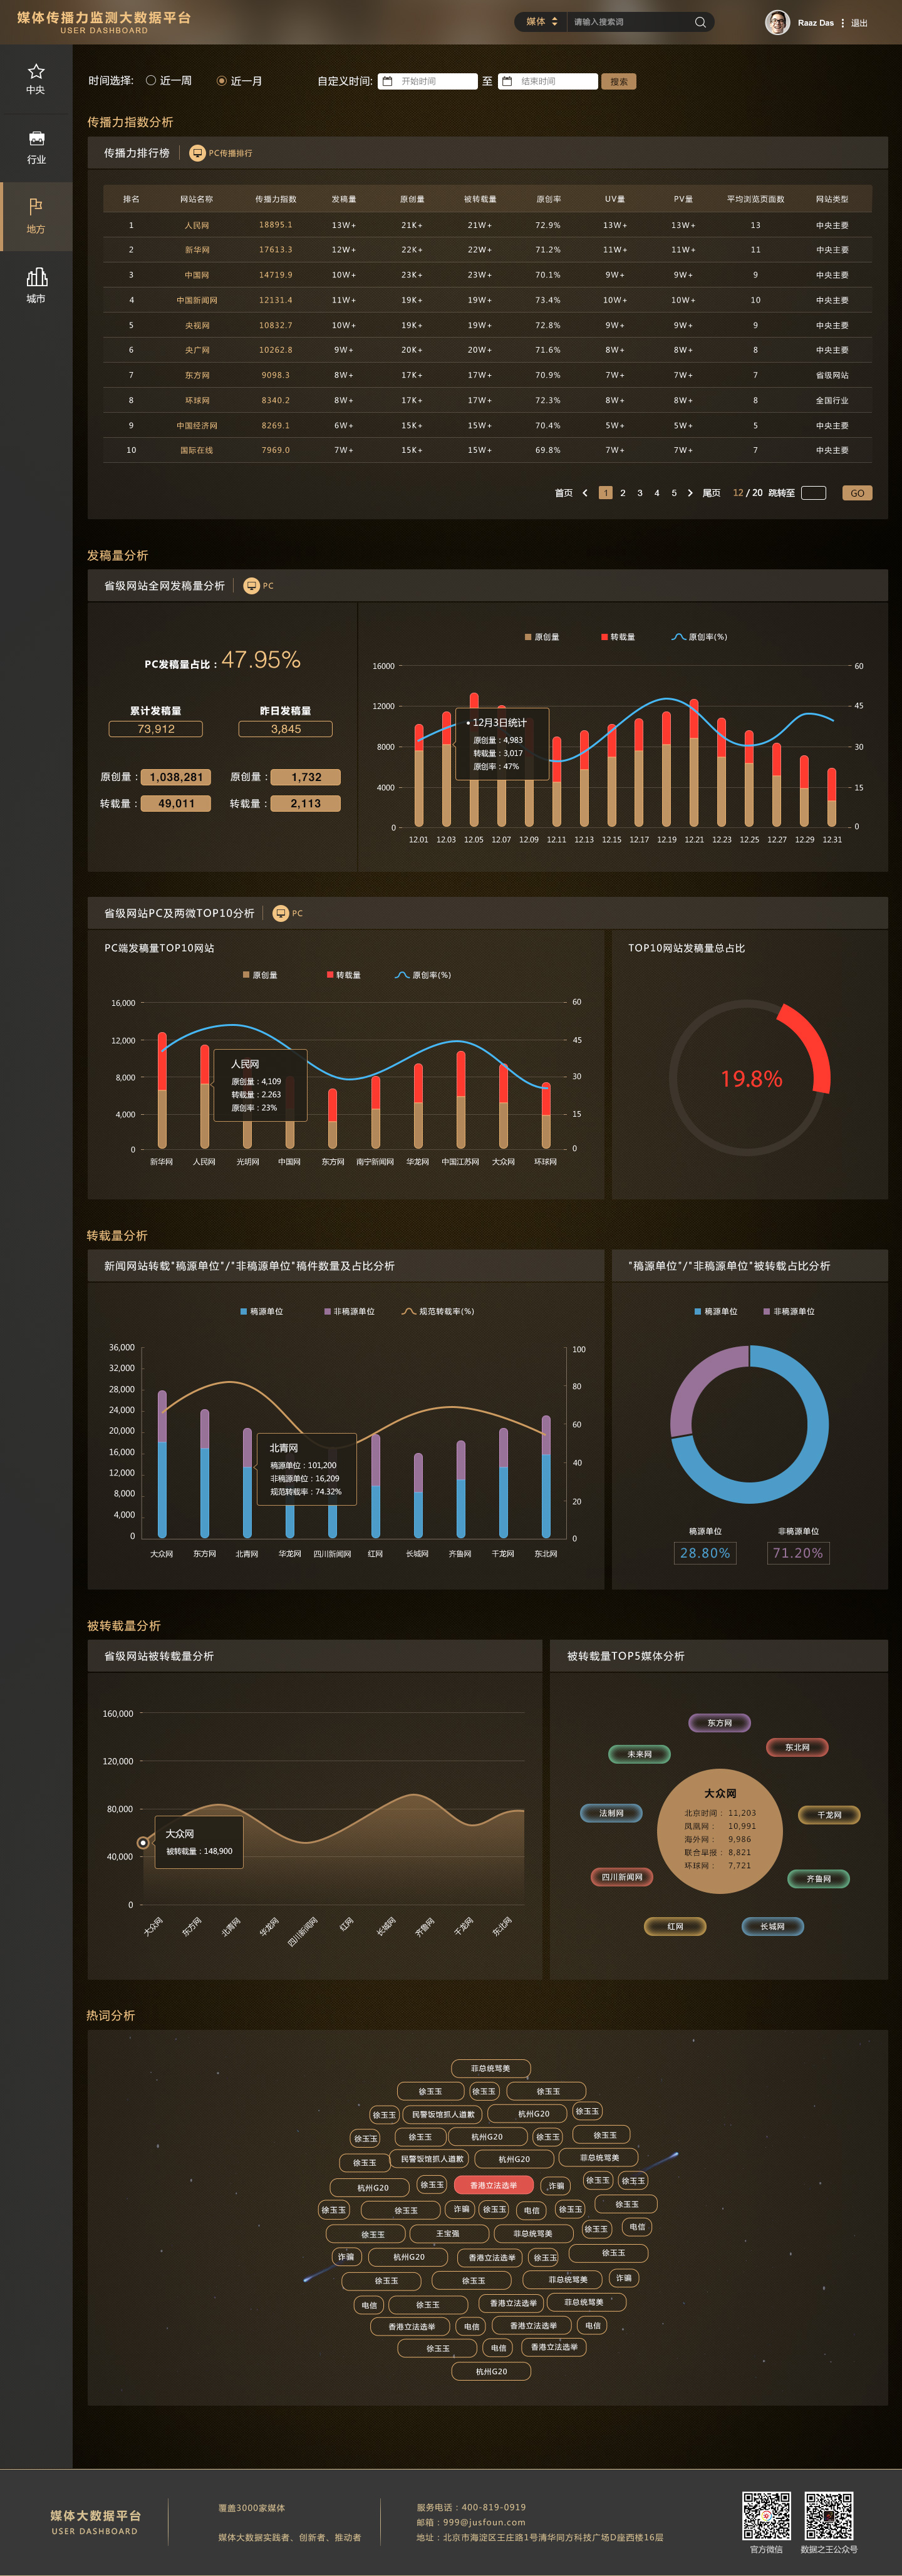 媒体传播力监测大数据平台
USER DASHBOARD
媒体 请输入搜索词
Raaz Das 退出
中央
行业
地方
城市
时间选择: 近一周 近一月 自定义时间: 开始时间 至 结束时间 搜索
传播力指数分析
传播力排行榜 PC传播排行
排名 网站名称 传播力指数 发稿量 原创量 被转载量 原创率 UV量 PV量 平均浏览页面数 网站类型
1 人民网 18895.1 13W+ 21K+ 21W+ 72.9% 13W+ 13W+ 13 中央主要
2 新华网 17613.3 12W+ 22K+ 22W+ 71.2% 11W+ 11W+ 11 中央主要
3 中国网 14719.9 10W+ 23K+ 23W+ 70.1% 9W+ 9W+ 9 中央主要
4 中国新闻网 12131.4 11W+ 19K+ 19W+ 73.4% 10W+ 10W+ 10 中央主要
5 央视网 10832.7 10W+ 19K+ 19W+ 72.8% 9W+ 9W+ 9 中央主要
6 央广网 10262.8 9W+ 20K+ 20W+ 71.6% 8W+ 8W+ 8 中央主要
7 东方网 9098.3 8W+ 17K+ 17W+ 70.9% 7W+ 7W+ 7 省级网站
8 环球网 8340.2 8W+ 17K+ 17W+ 72.3% 8W+ 8W+ 8 全国行业
9 中国经济网 8269.1 6W+ 15K+ 15W+ 70.4% 5W+ 5W+ 5 中央主要
10 国际在线 7969.0 7W+ 15K+ 15W+ 69.8% 7W+ 7W+ 7 中央主要
首页 1 2 3 4 5 尾页 12 / 20 跳转至 GO
发稿量分析
省级网站全网发稿量分析 PC
PC发稿量占比：47.95%
累计发稿量 昨日发稿量
73,912 3,845
原创量：1,038,281 原创量：1,732
转载量：49,011 转载量：2,113
原创量 转载量 原创率(%)
16000 60
12000 45
8000 30
4000 15
0 0
12月3日统计
原创量：4,983
转载量：3,017
原创率：47%
12.01 12.03 12.05 12.07 12.09 12.11 12.13 12.15 12.17 12.19 12.21 12.23 12.25 12.27 12.29 12.31
省级网站PC及两微TOP10分析 PC
PC端发稿量TOP10网站
原创量 转载量 原创率(%)
16,000 60
12,000 45
8,000 30
4,000 15
0 0
人民网
原创量：4,109
转载量：2.263
原创率：23%
新华网 人民网 光明网 中国网 东方网 南宁新闻网 华龙网 中国江苏网 大众网 环球网
TOP10网站发稿量总占比
19.8%
转载量分析
新闻网站转载"稿源单位"/"非稿源单位"稿件数量及占比分析
稿源单位 非稿源单位 规范转载率(%)
36,000 100
32,000
28,000 80
24,000
20,000 60
16,000 40
12,000
8,000 20
4,000
0 0
北青网
稿源单位：101,200
非稿源单位：16,209
规范转载率：74.32%
大众网 东方网 北青网 华龙网 四川新闻网 红网 长城网 齐鲁网 千龙网 东北网
"稿源单位"/"非稿源单位"被转载占比分析
稿源单位 非稿源单位
稿源单位 非稿源单位
28.80% 71.20%
被转载量分析
省级网站被转载量分析
160,000
120,000
80,000
40,000
0
大众网
被转载量：148,900
大众网 东方网 北青网 华龙网 四川新闻网 红网 长城网 齐鲁网 千龙网 东北网
被转载量TOP5媒体分析
东方网
东北网
未来网
法制网
千龙网
四川新闻网
齐鲁网
红网
长城网
大众网
北京时间：11,203
凤凰网：10,991
海外网：9,986
联合早报：8,821
环球网：7,721
热词分析
菲总统骂美
徐玉玉 徐玉玉 徐玉玉
徐玉玉 民警饭馆抓人道歉 杭州G20 徐玉玉
徐玉玉 徐玉玉 杭州G20 徐玉玉 徐玉玉
徐玉玉 民警饭馆抓人道歉 杭州G20 菲总统骂美
杭州G20 徐玉玉 香港立法选举 诈骗 徐玉玉 徐玉玉
徐玉玉 徐玉玉 诈骗 徐玉玉 电信 徐玉玉 徐玉玉
徐玉玉 王宝强 菲总统骂美 徐玉玉 电信
诈骗 杭州G20 香港立法选举 徐玉玉 徐玉玉
徐玉玉 徐玉玉 菲总统骂美 诈骗
电信 徐玉玉 香港立法选举 菲总统骂美
香港立法选举 电信 香港立法选举 电信
徐玉玉 电信 香港立法选举
杭州G20
媒体大数据平台
USER DASHBOARD
覆盖3000家媒体
媒体大数据实践者、创新者、推动者
服务电话：400-819-0919
邮箱：999@jusfoun.com
地址：北京市海淀区王庄路1号清华同方科技广场D座西楼16层
官方微信 数据之王公众号